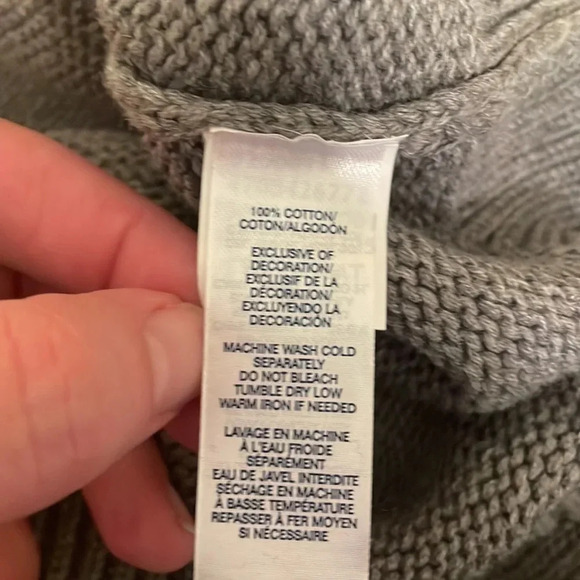 100% COTTON/
COTON/ALGODÓN
EXCLUSIVE OF
DECORATION/
EXCLUSIF DE LA
DÉCORATION/
EXCLUYENDO LA
DECORACIÓN
MACHINE WASH COLD
SEPARATELY
DO NOT BLEACH
TUMBLE DRY LOW
WARM IRON IF NEEDED
LAVAGE EN MACHINE
À L'EAU FROIDE
SÉPARÉMENT
EAU DE JAVEL INTERDITE
SÉCHAGE EN MACHINE
À BASSE TEMPÉRATURE
REPASSER À FER MOYEN
SI NÉCESSAIRE